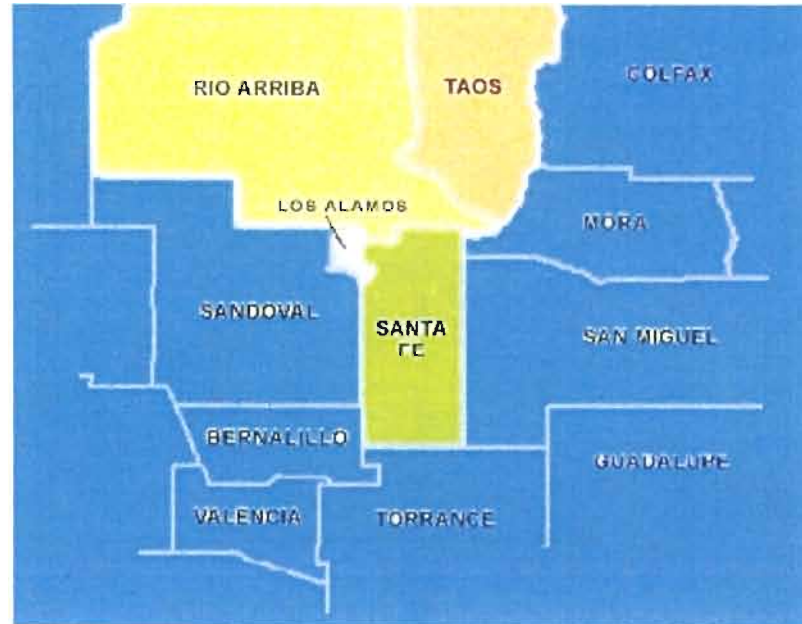 RIO ARRIBA
TAOS
COLFAX
LOS ALAMOS
MORA
SANDOVAL
SANTA
FE
SAN MIGUEL
BERNALILLO
GUADALUPE
VALENCIA
TORRANCE